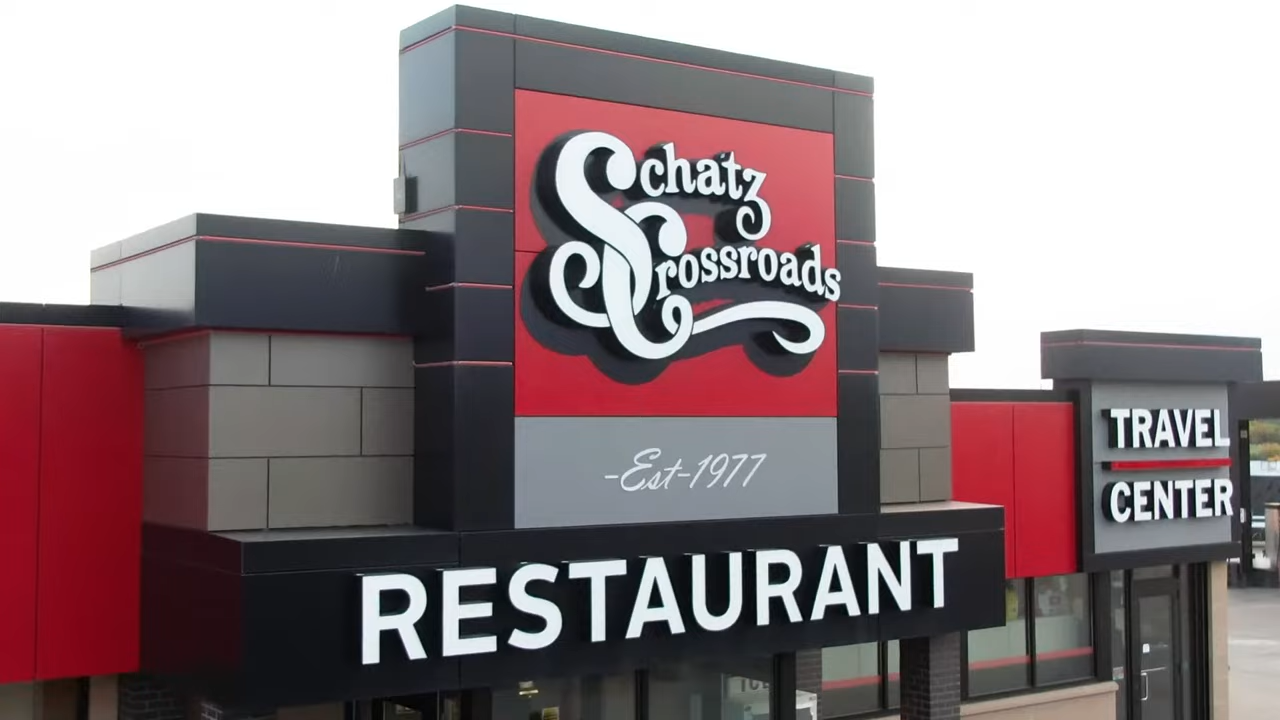 Schatz
Crossroads
-Est-1977
RESTAURANT
TRAVEL
CENTER